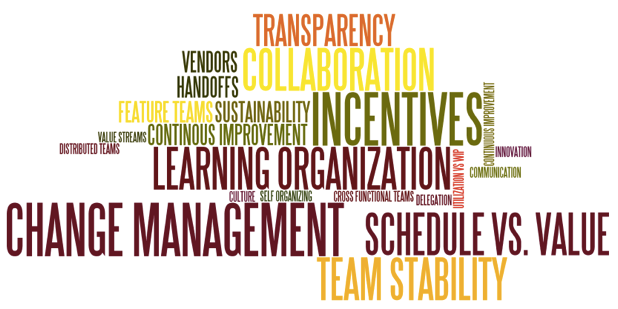 TRANSPARENCY
VENDORS
COLLABORATION
HANDOFFS
FEATURE TEAMS
SUSTAINABILITY
INCENTIVES
CONTINUOUS IMPROVEMENT
VALUE STREAMS
CONTINOUS IMPROVEMENT
DISTRIBUTED TEAMS
LEARNING ORGANIZATION
UTILIZATION VS WIP
INNOVATION
COMMUNICATION
CULTURE
SELF ORGANIZING
CROSS FUNCTIONAL TEAMS
DELEGATION
CHANGE MANAGEMENT
SCHEDULE VS. VALUE
TEAM STABILITY